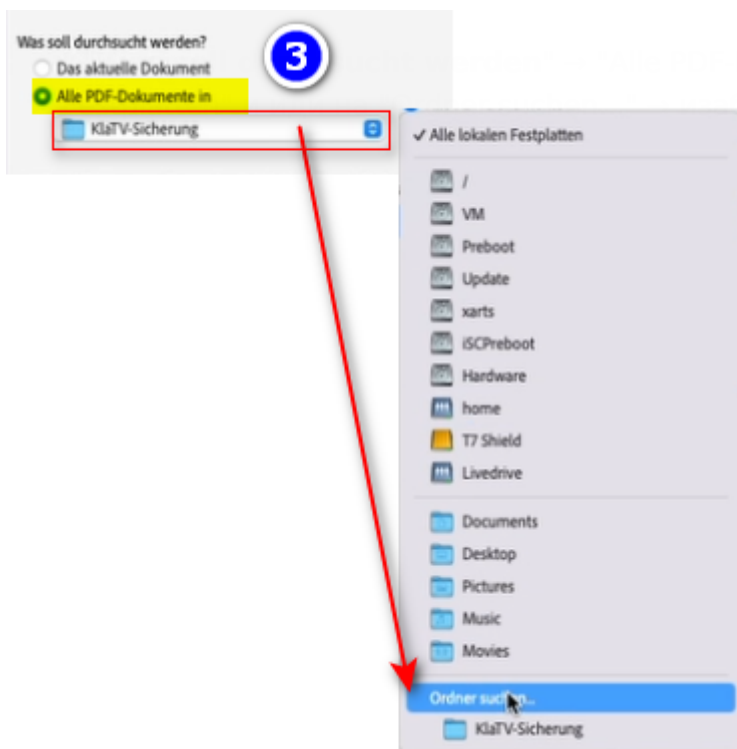 Was soll durchsucht werden?
Das aktuelle Dokument
3
Alle PDF-Dokumente in
KlaTV-Sicherung
Alle lokalen Festplatten
/
VM
Preboot
Update
xarts
iSCPreboot
Hardware
home
T7 Shield
Livedrive
Documents
Desktop
Pictures
Music
Movies
Ordner suchen...
KlaTV-Sicherung